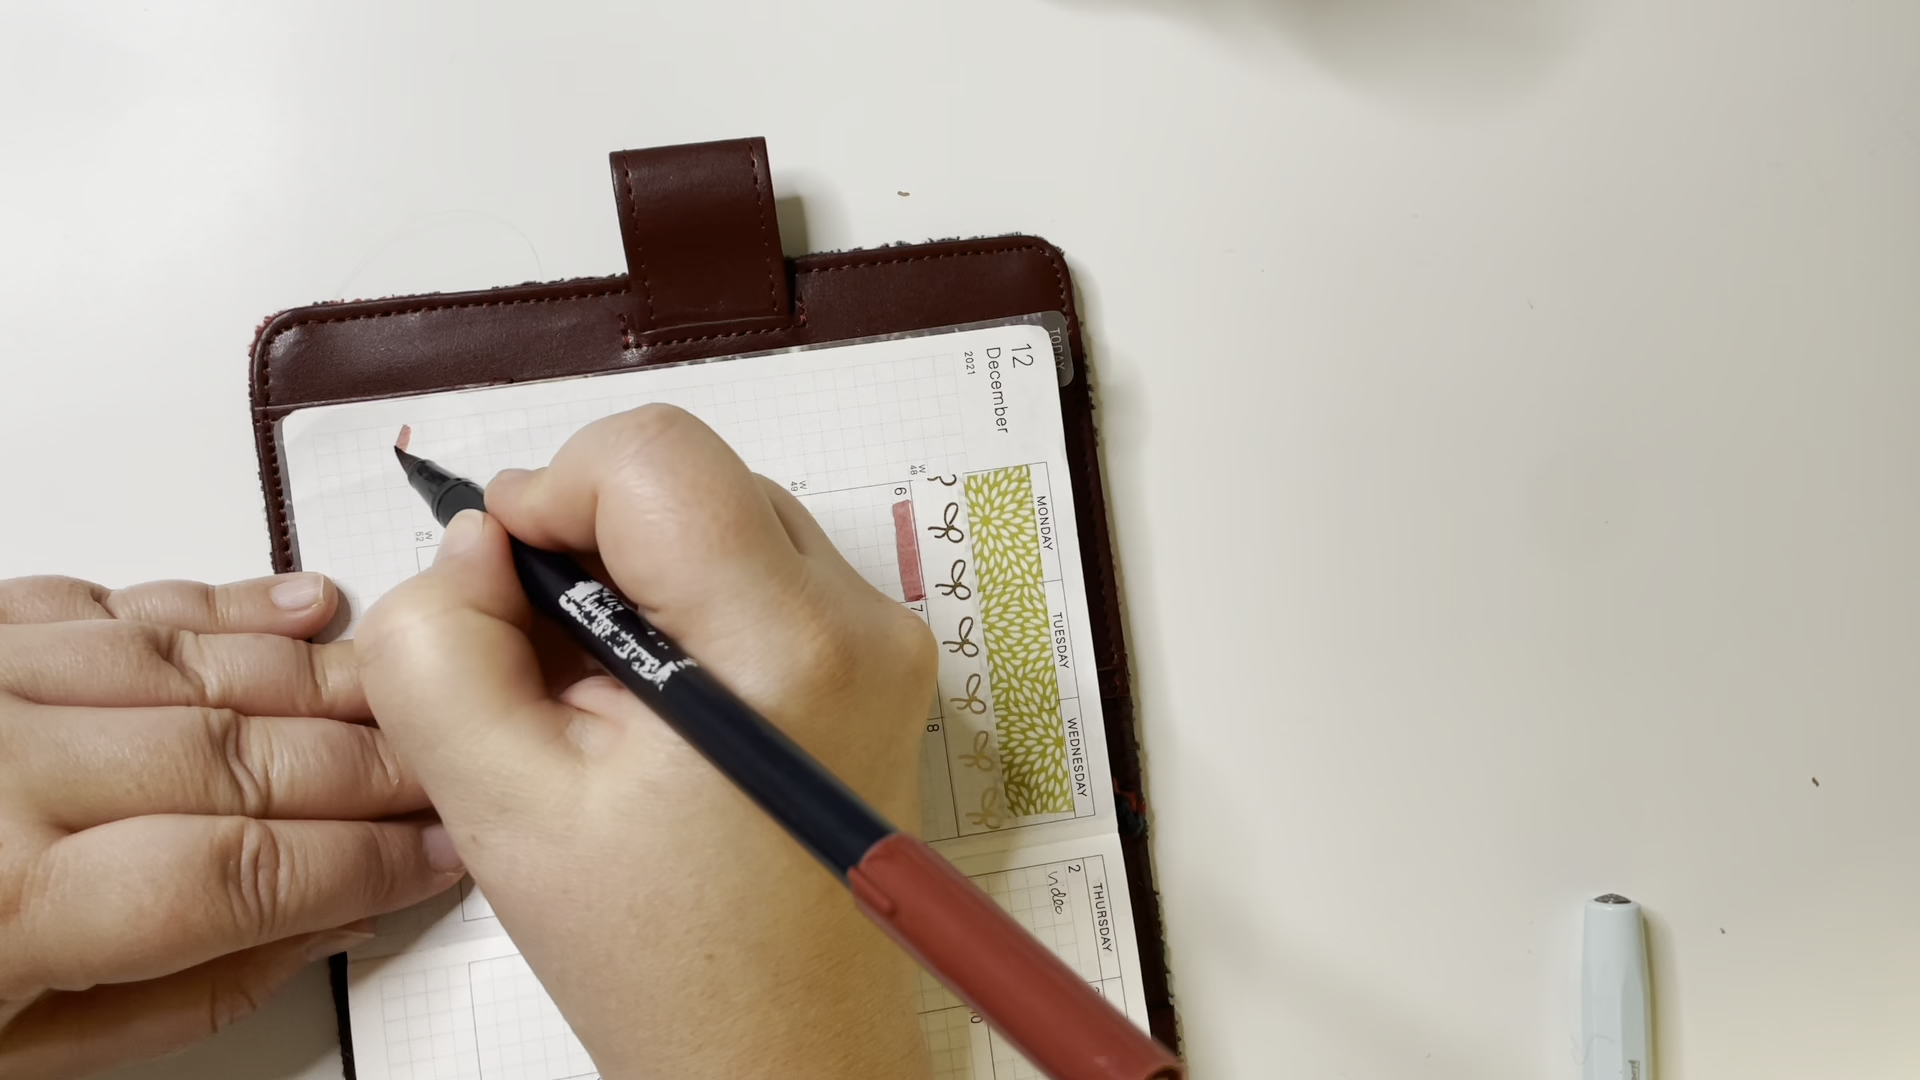 TODAY
12
December
2021
MONDAY
TUESDAY
WEDNESDAY
W
48
6
7
8
W
49
W
52
THURSDAY
2
video